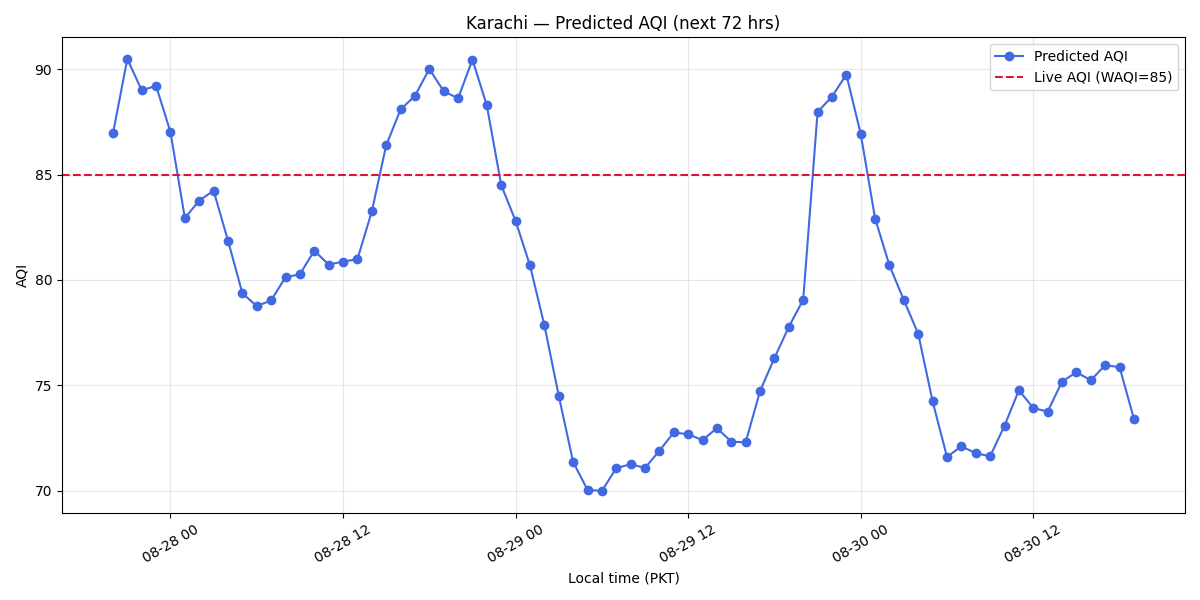 Karachi — Predicted AQI (next 72 hrs)
Predicted AQI
Live AQI (WAQI=85)
AQI
90
85
80
75
70
08-28 00
08-28 12
08-29 00
08-29 12
08-30 00
08-30 12
Local time (PKT)